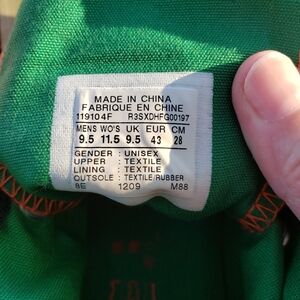 MADE IN CHINA
FABRIQUE EN CHINE
119104F R3SXDHFG00197
MENS WO'S UK EUR CM
9.5 11.5 9.5 43 28
GENDER : UNISEX
UPPER : TEXTILE
LINING : TEXTILE
OUTSOLE : TEXTILE/RUBBER
8E 1209 M88